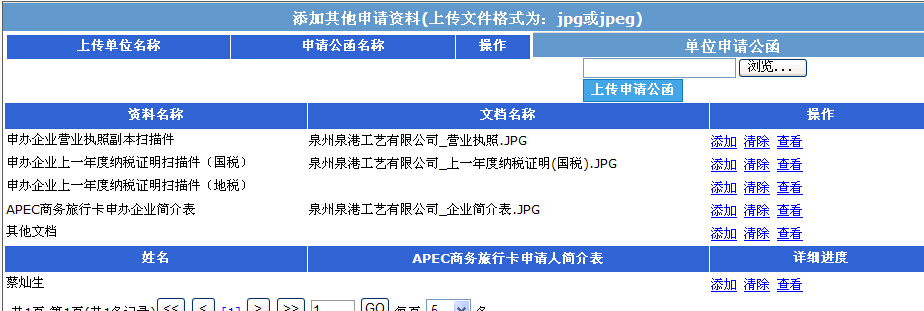 添加其他申请资料(上传文件格式为：jpg或jpeg)
上传单位名称 申请公函名称 操作 单位申请公函
浏览...
上传申请公函
资料名称 文档名称 操作
申办企业营业执照副本扫描件 泉州泉港工艺有限公司_营业执照.JPG 添加 清除 查看
申办企业上一年度纳税证明扫描件（国税） 泉州泉港工艺有限公司_上一年度纳税证明(国税).JPG 添加 清除 查看
申办企业上一年度纳税证明扫描件（地税） 添加 清除 查看
APEC商务旅行卡申办企业简介表 泉州泉港工艺有限公司_企业简介表.JPG 添加 清除 查看
其他文档 添加 清除 查看
姓名 APEC商务旅行卡申请人简介表 详细进度
蔡灿生 添加 清除 查看
共1页 第1页(共1条记录) << < [1] > >> 1 GO 每页 5 条